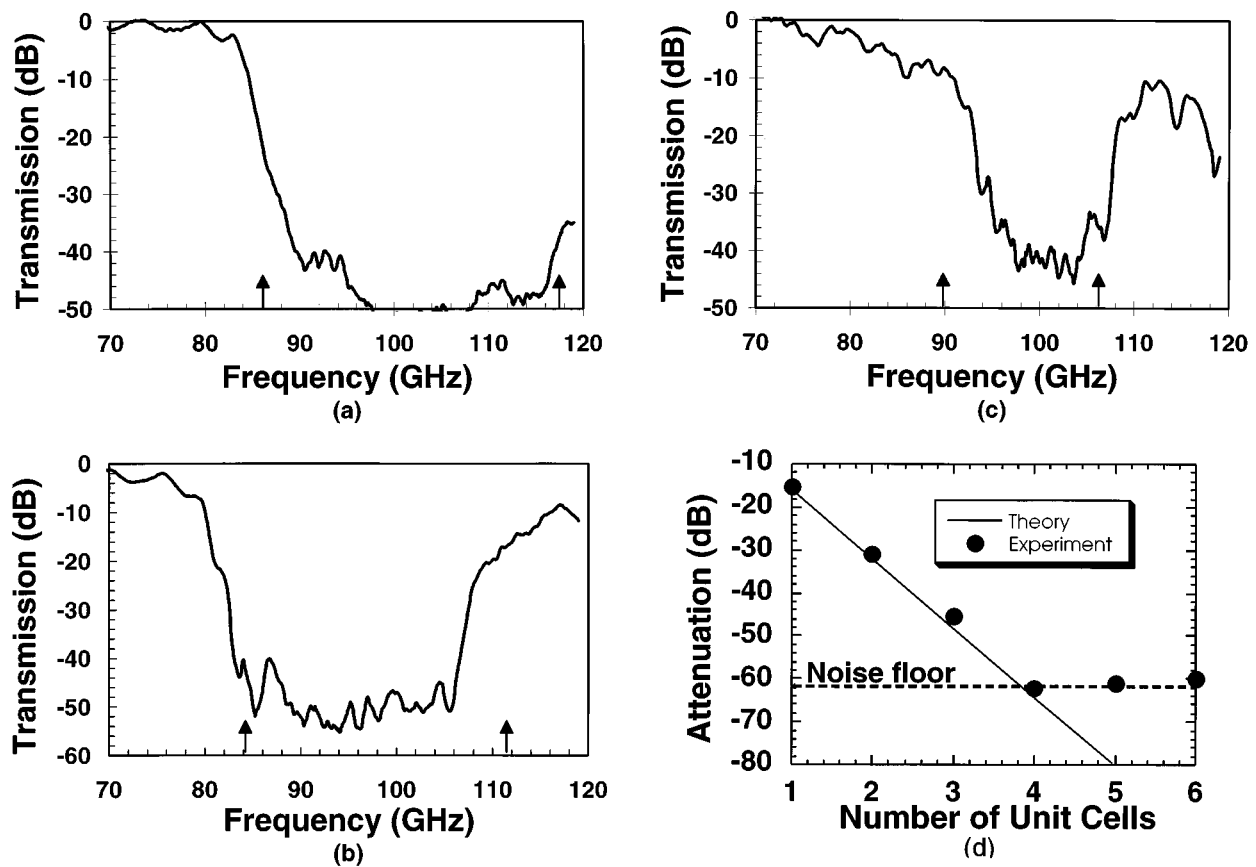 0
-10
-20
-30
-40
-50
Transmission (dB)
70 80 90 100 110 120
Frequency (GHz)
(a)
0
-10
-20
-30
-40
-50
Transmission (dB)
70 80 90 100 110 120
Frequency (GHz)
(c)
0
-10
-20
-30
-40
-50
-60
Transmission (dB)
70 80 90 100 110 120
Frequency (GHz)
(b)
-10
-20
-30
-40
-50
-60
-70
-80
Attenuation (dB)
Theory
Experiment
Noise floor
1 2 3 4 5 6
Number of Unit Cells
(d)